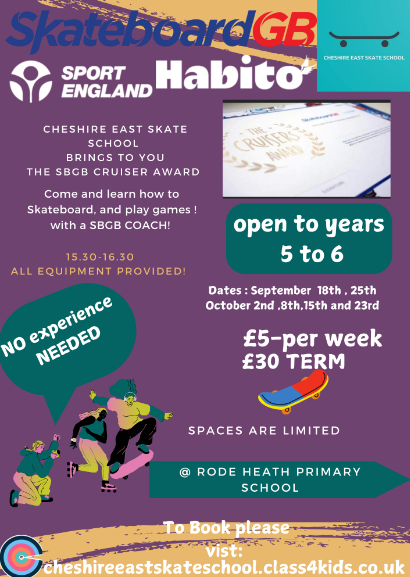 SkateboardGB
CHESHIRE EAST SKATE SCHOOL
SPORT
ENGLAND
Habito
CHESHIRE EAST SKATE
SCHOOL
BRINGS TO YOU
THE SBGB CRUISER AWARD
THE
CRUISERS
AWARD
Come and learn how to
Skateboard, and play games !
with a SBGB COACH!
open to years
5 to 6
15.30-16.30
ALL EQUIPMENT PROVIDED!
Dates : September 18th , 25th
October 2nd ,8th,15th and 23rd
NO experience
NEEDED
£5-per week
£30 TERM
SPACES ARE LIMITED
@ RODE HEATH PRIMARY
SCHOOL
To Book please
vist:
cheshireeastskateschool.class4kids.co.uk